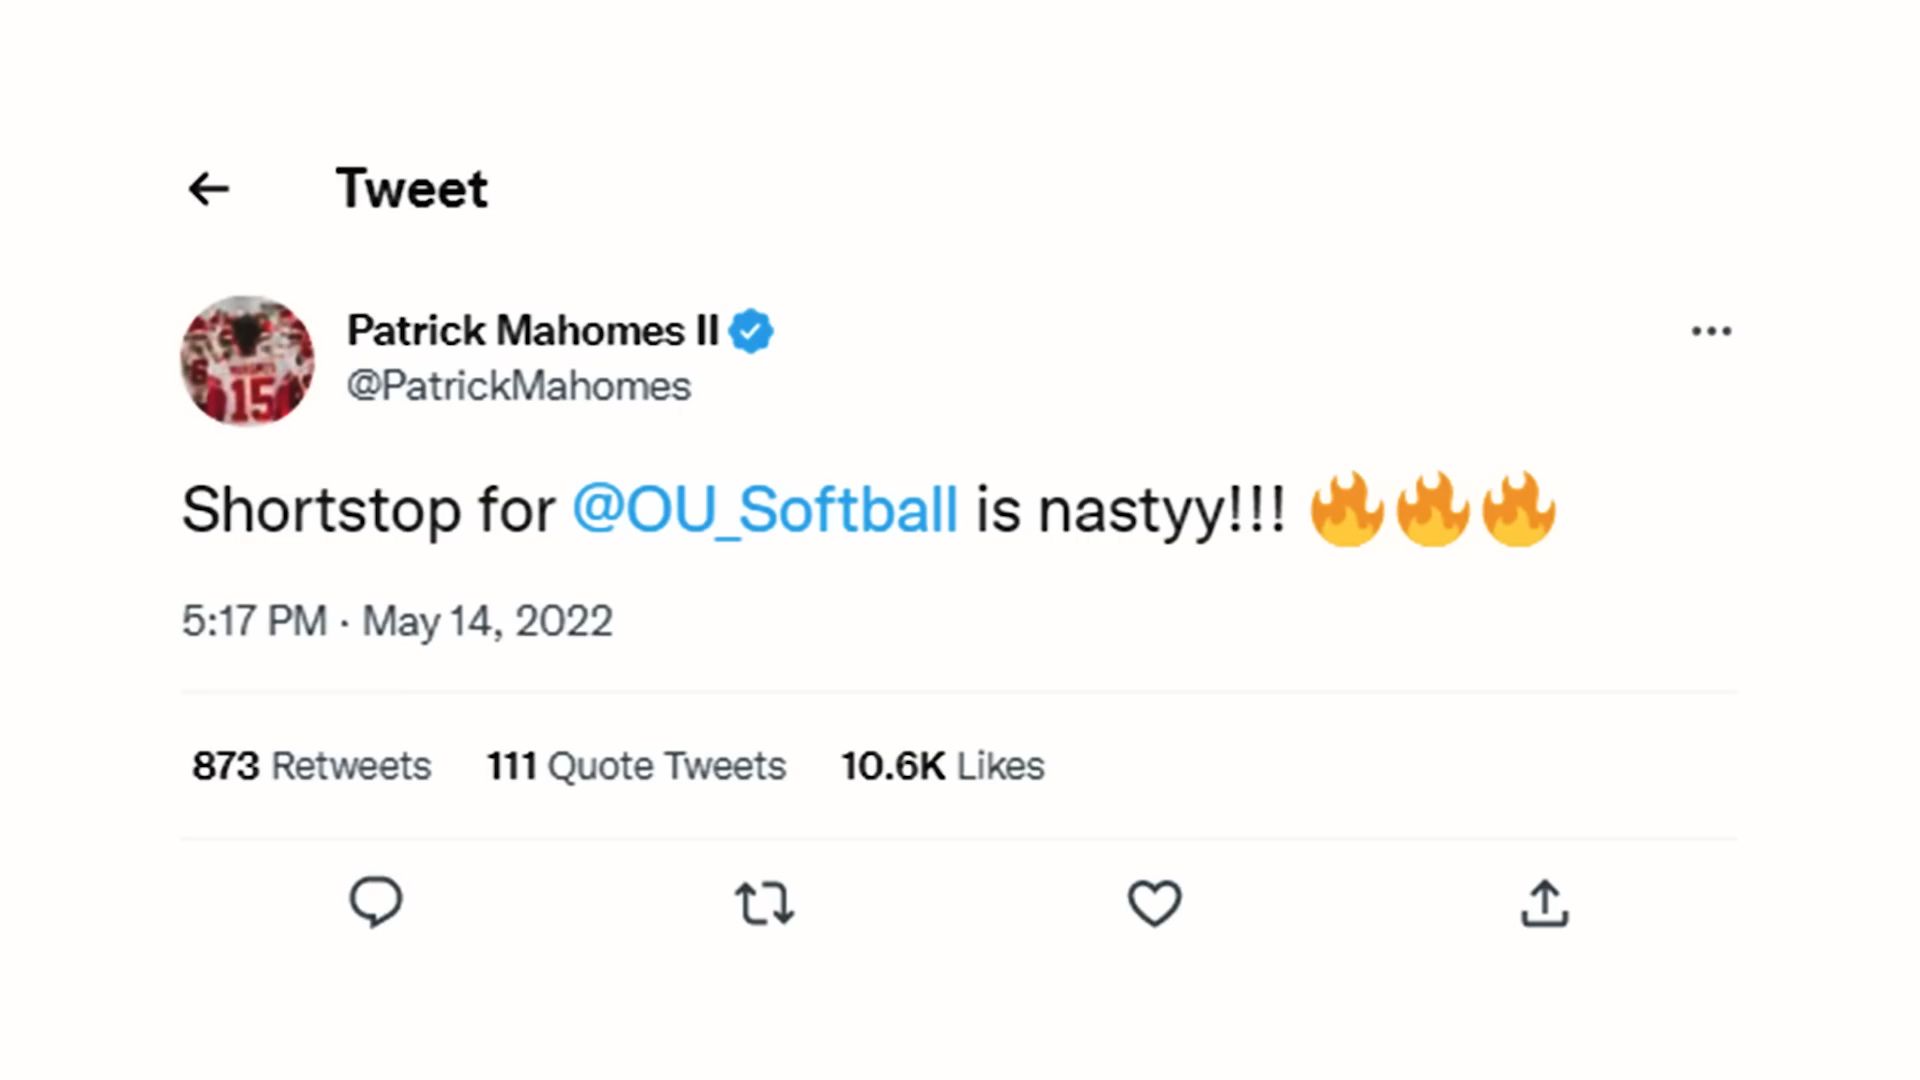 Tweet
Patrick Mahomes II
@PatrickMahomes
Shortstop for @OU_Softball is nastyy!!! 🔥🔥🔥
5:17 PM · May 14, 2022
873 Retweets 111 Quote Tweets 10.6K Likes